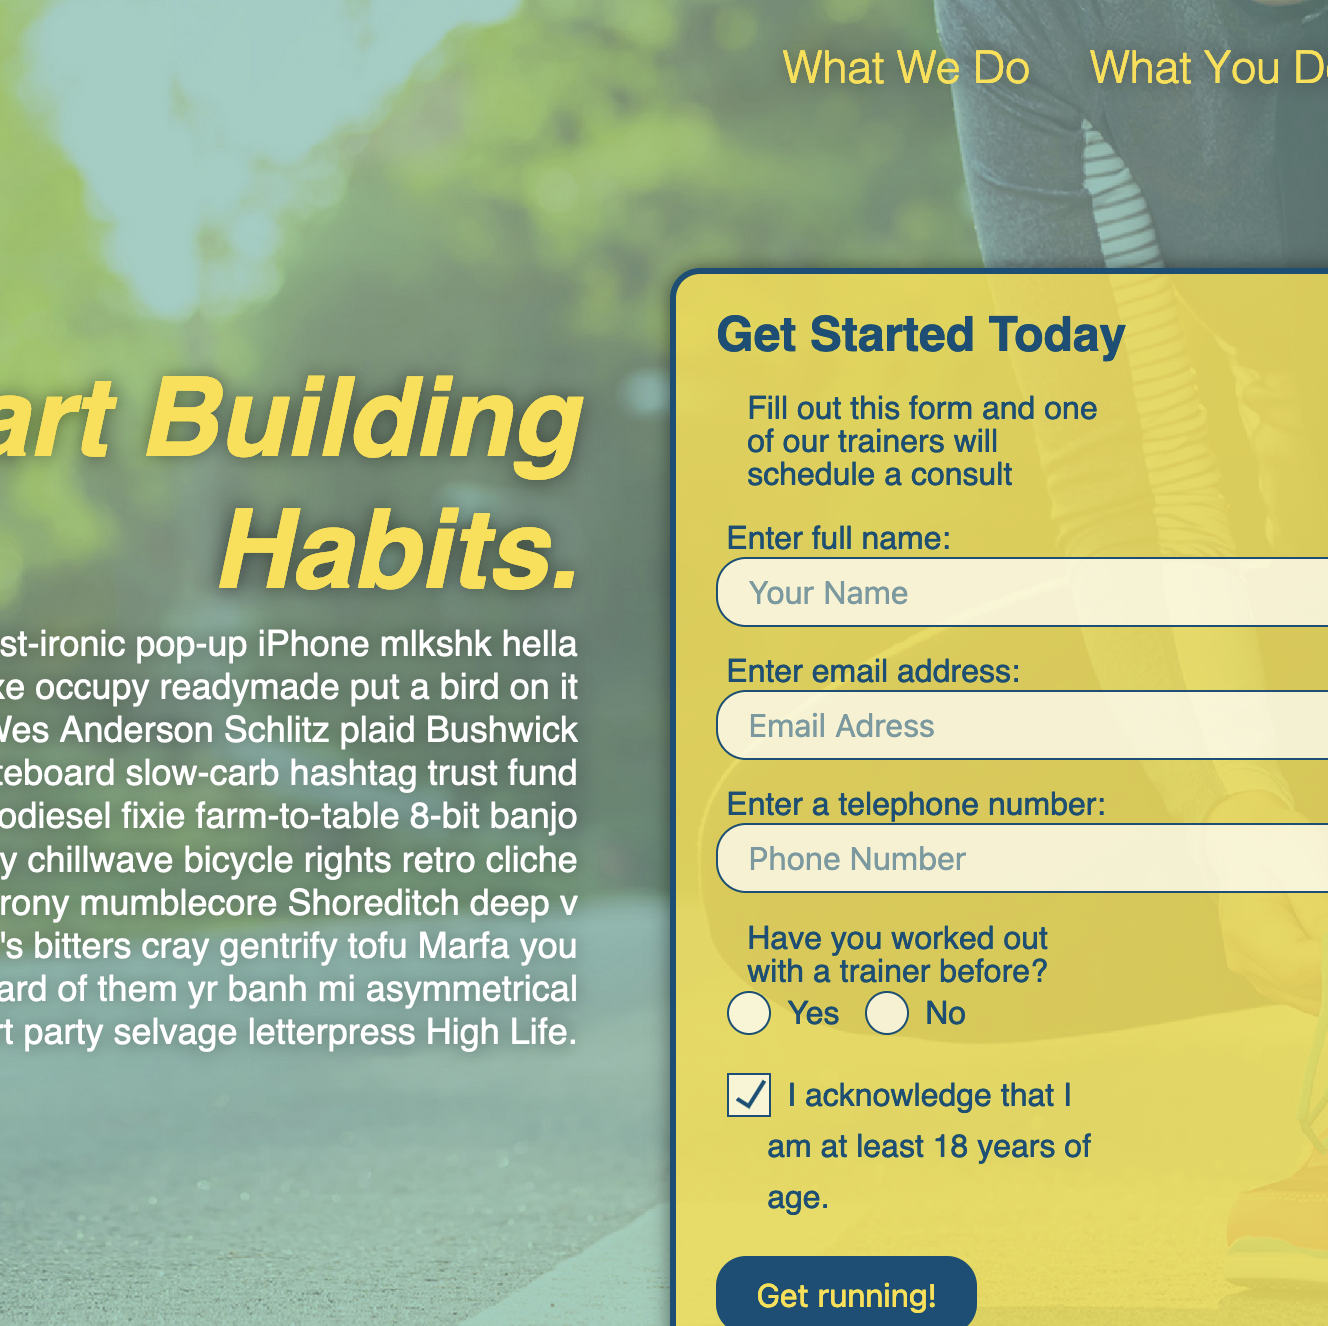 What We Do What You D
Start Building
Habits.
st-ironic pop-up iPhone mlkshk hella
xe occupy readymade put a bird on it
Wes Anderson Schlitz plaid Bushwick
teboard slow-carb hashtag trust fund
odiesel fixie farm-to-table 8-bit banjo
y chillwave bicycle rights retro cliche
rony mumblecore Shoreditch deep v
's bitters cray gentrify tofu Marfa you
ard of them yr banh mi asymmetrical
rt party selvage letterpress High Life.
Get Started Today
Fill out this form and one
of our trainers will
schedule a consult
Enter full name:
Your Name
Enter email address:
Email Adress
Enter a telephone number:
Phone Number
Have you worked out
with a trainer before?
Yes No
I acknowledge that I
am at least 18 years of
age.
Get running!